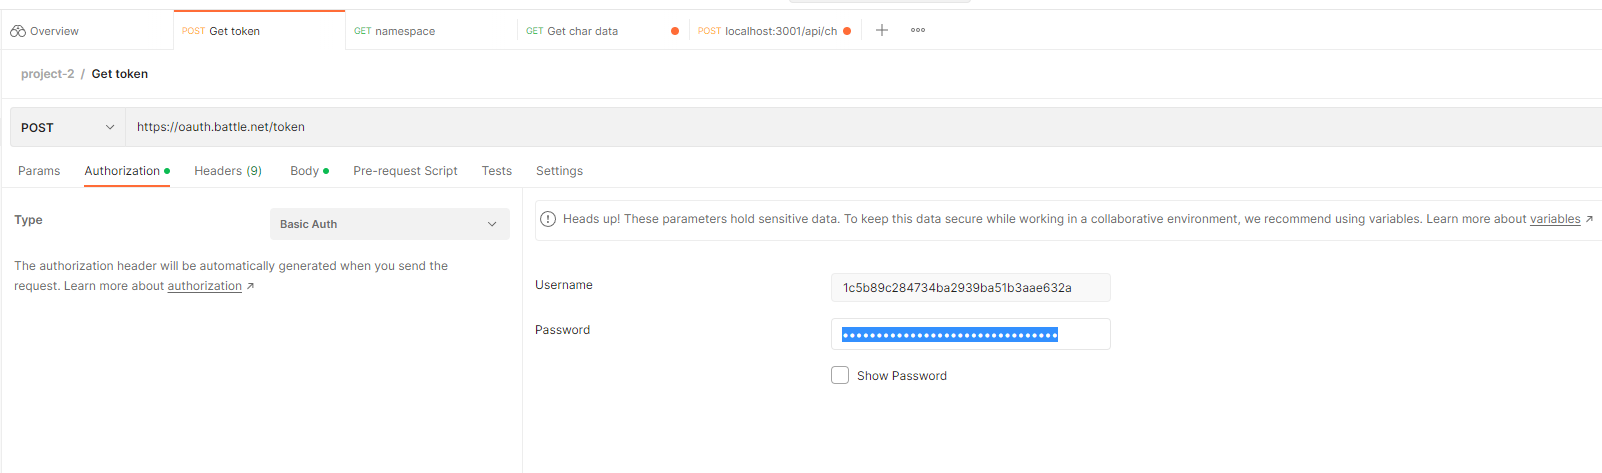 Overview
POST Get token
GET namespace
GET Get char data
POST localhost:3001/api/ch
project-2 / Get token
POST
https://oauth.battle.net/token
Params
Authorization
Headers (9)
Body
Pre-request Script
Tests
Settings
Type
Basic Auth
The authorization header will be automatically generated when you send the
request. Learn more about authorization ↗
Heads up! These parameters hold sensitive data. To keep this data secure while working in a collaborative environment, we recommend using variables. Learn more about variables ↗
Username
1c5b89c284734ba2939ba51b3aae632a
Password
••••••••••••••••••••••••••••••••
Show Password